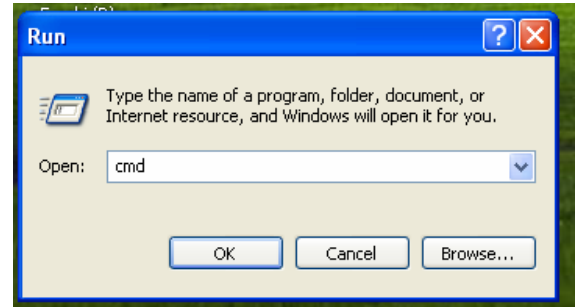 Run
Type the name of a program, folder, document, or
Internet resource, and Windows will open it for you.
Open: cmd
OK Cancel Browse...